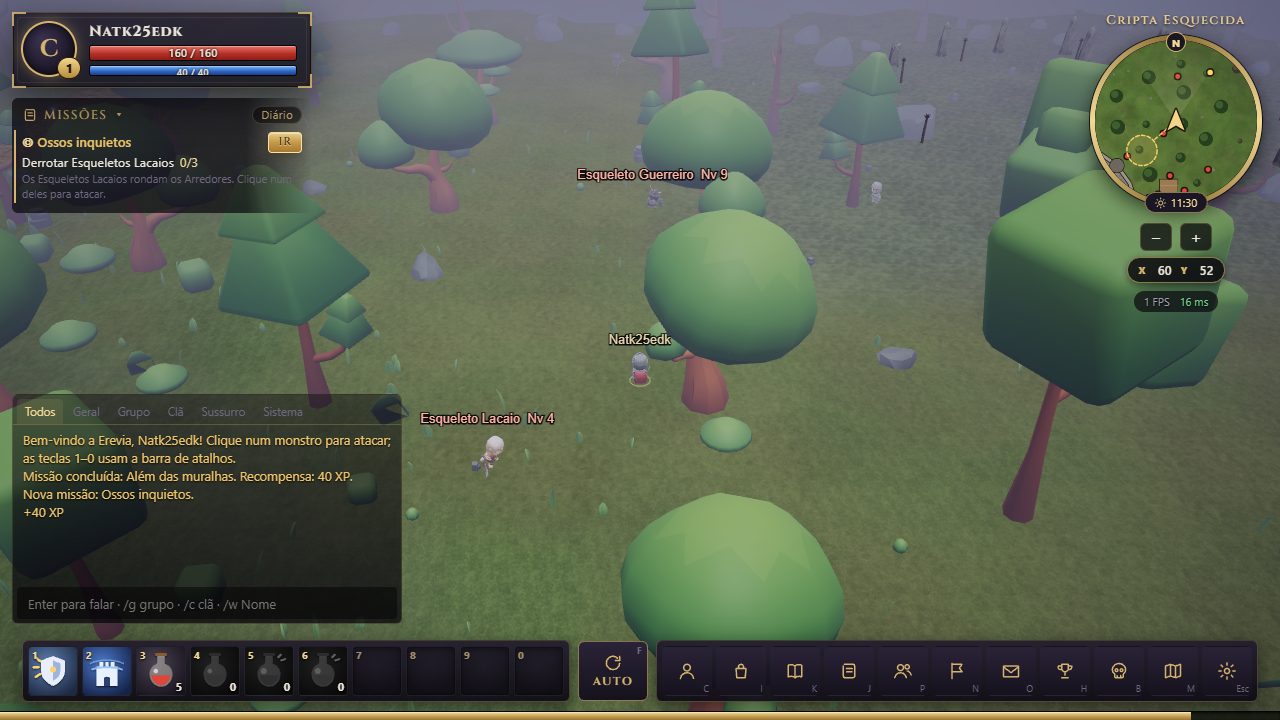 Natk25edk
C
160 / 160
40 / 40
1
MISSÕES
Diário
Ossos inquietos
IR
Derrotar Esqueletos Lacaios 0/3
Os Esqueletos Lacaios rondam os Arredores. Clique num
deles para atacar.
Cripta Esquecida
N
11:30
− +
X 60 Y 52
1 FPS 16 ms
Esqueleto Guerreiro Nv 9
Natk25edk
Esqueleto Lacaio Nv 4
Todos Geral Grupo Clã Sussurro Sistema
Bem-vindo a Erevia, Natk25edk! Clique num monstro para atacar;
as teclas 1–0 usam a barra de atalhos.
Missão concluída: Além das muralhas. Recompensa: 40 XP.
Nova missão: Ossos inquietos.
+40 XP
Enter para falar · /g grupo · /c clã · /w Nome
1 2 3 4 5 6 7 8 9 0
5 0 0 0
F
AUTO
C I K J P N O H B M Esc